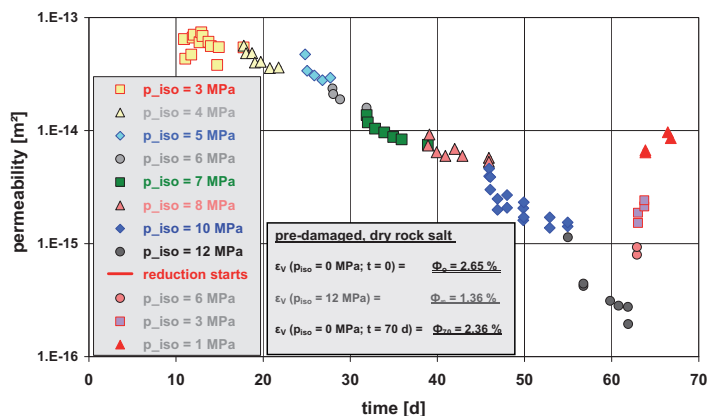 1.E-13
1.E-14
1.E-15
1.E-16
permeability [m²]
p_iso = 3 MPa
p_iso = 4 MPa
p_iso = 5 MPa
p_iso = 6 MPa
p_iso = 7 MPa
p_iso = 8 MPa
p_iso = 10 MPa
p_iso = 12 MPa
reduction starts
p_iso = 6 MPa
p_iso = 3 MPa
p_iso = 1 MPa
pre-damaged, dry rock salt
εV (piso = 0 MPa; t = 0) = Φ0 = 2.65 %
εV (piso = 12 MPa) = Φ = 1.36 %
εV (piso = 0 MPa; t = 70 d) = Φ70 = 2.36 %
0 10 20 30 40 50 60 70
time [d]